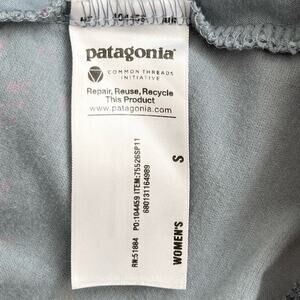 patagonia®
COMMON THREADS
INITIATIVE
Repair, Reuse, Recycle
This Product
www.patagonia.com
RN:51884 PO:104459 ITEM:75526SP11
680131164989
WOMEN'S S